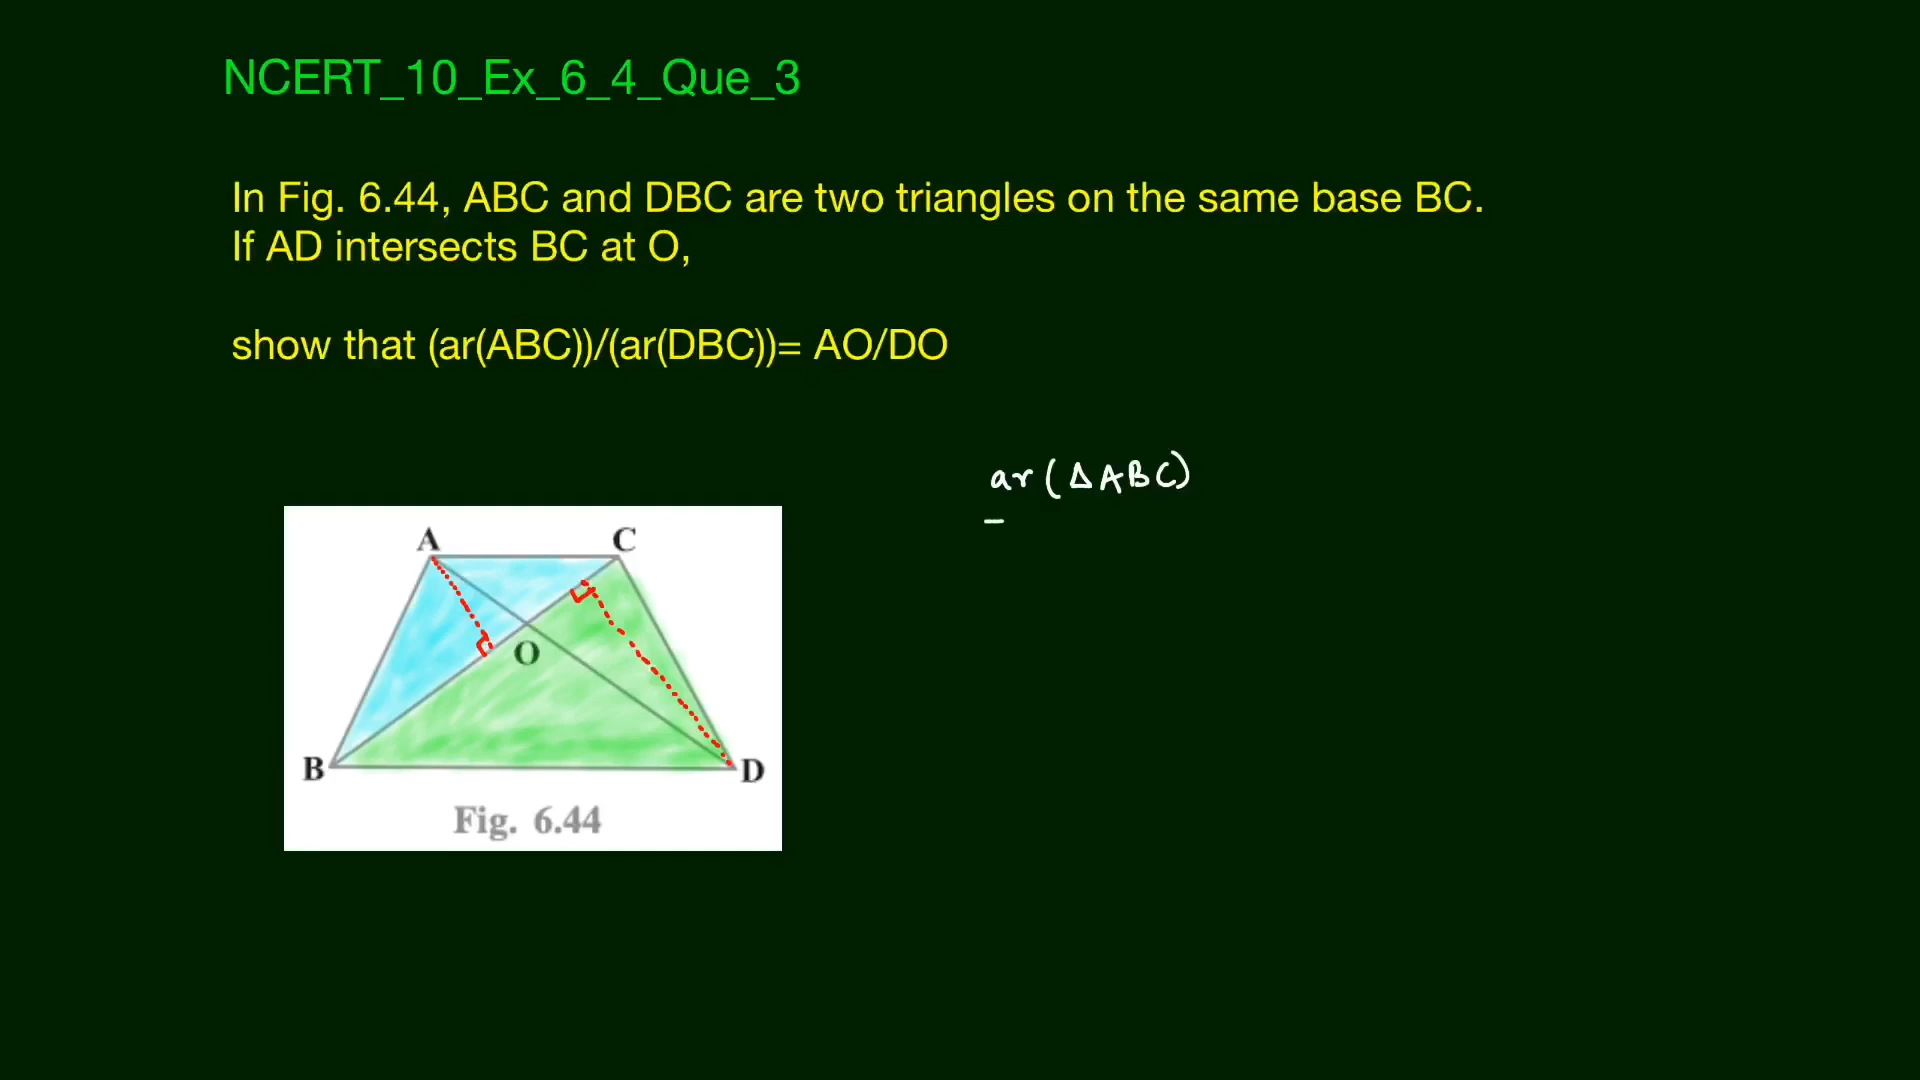 NCERT_10_Ex_6_4_Que_3
In Fig. 6.44, ABC and DBC are two triangles on the same base BC.
If AD intersects BC at O,
show that (ar(ABC))/(ar(DBC))= AO/DO
ar(ΔABC)
A C
O
B D
Fig. 6.44